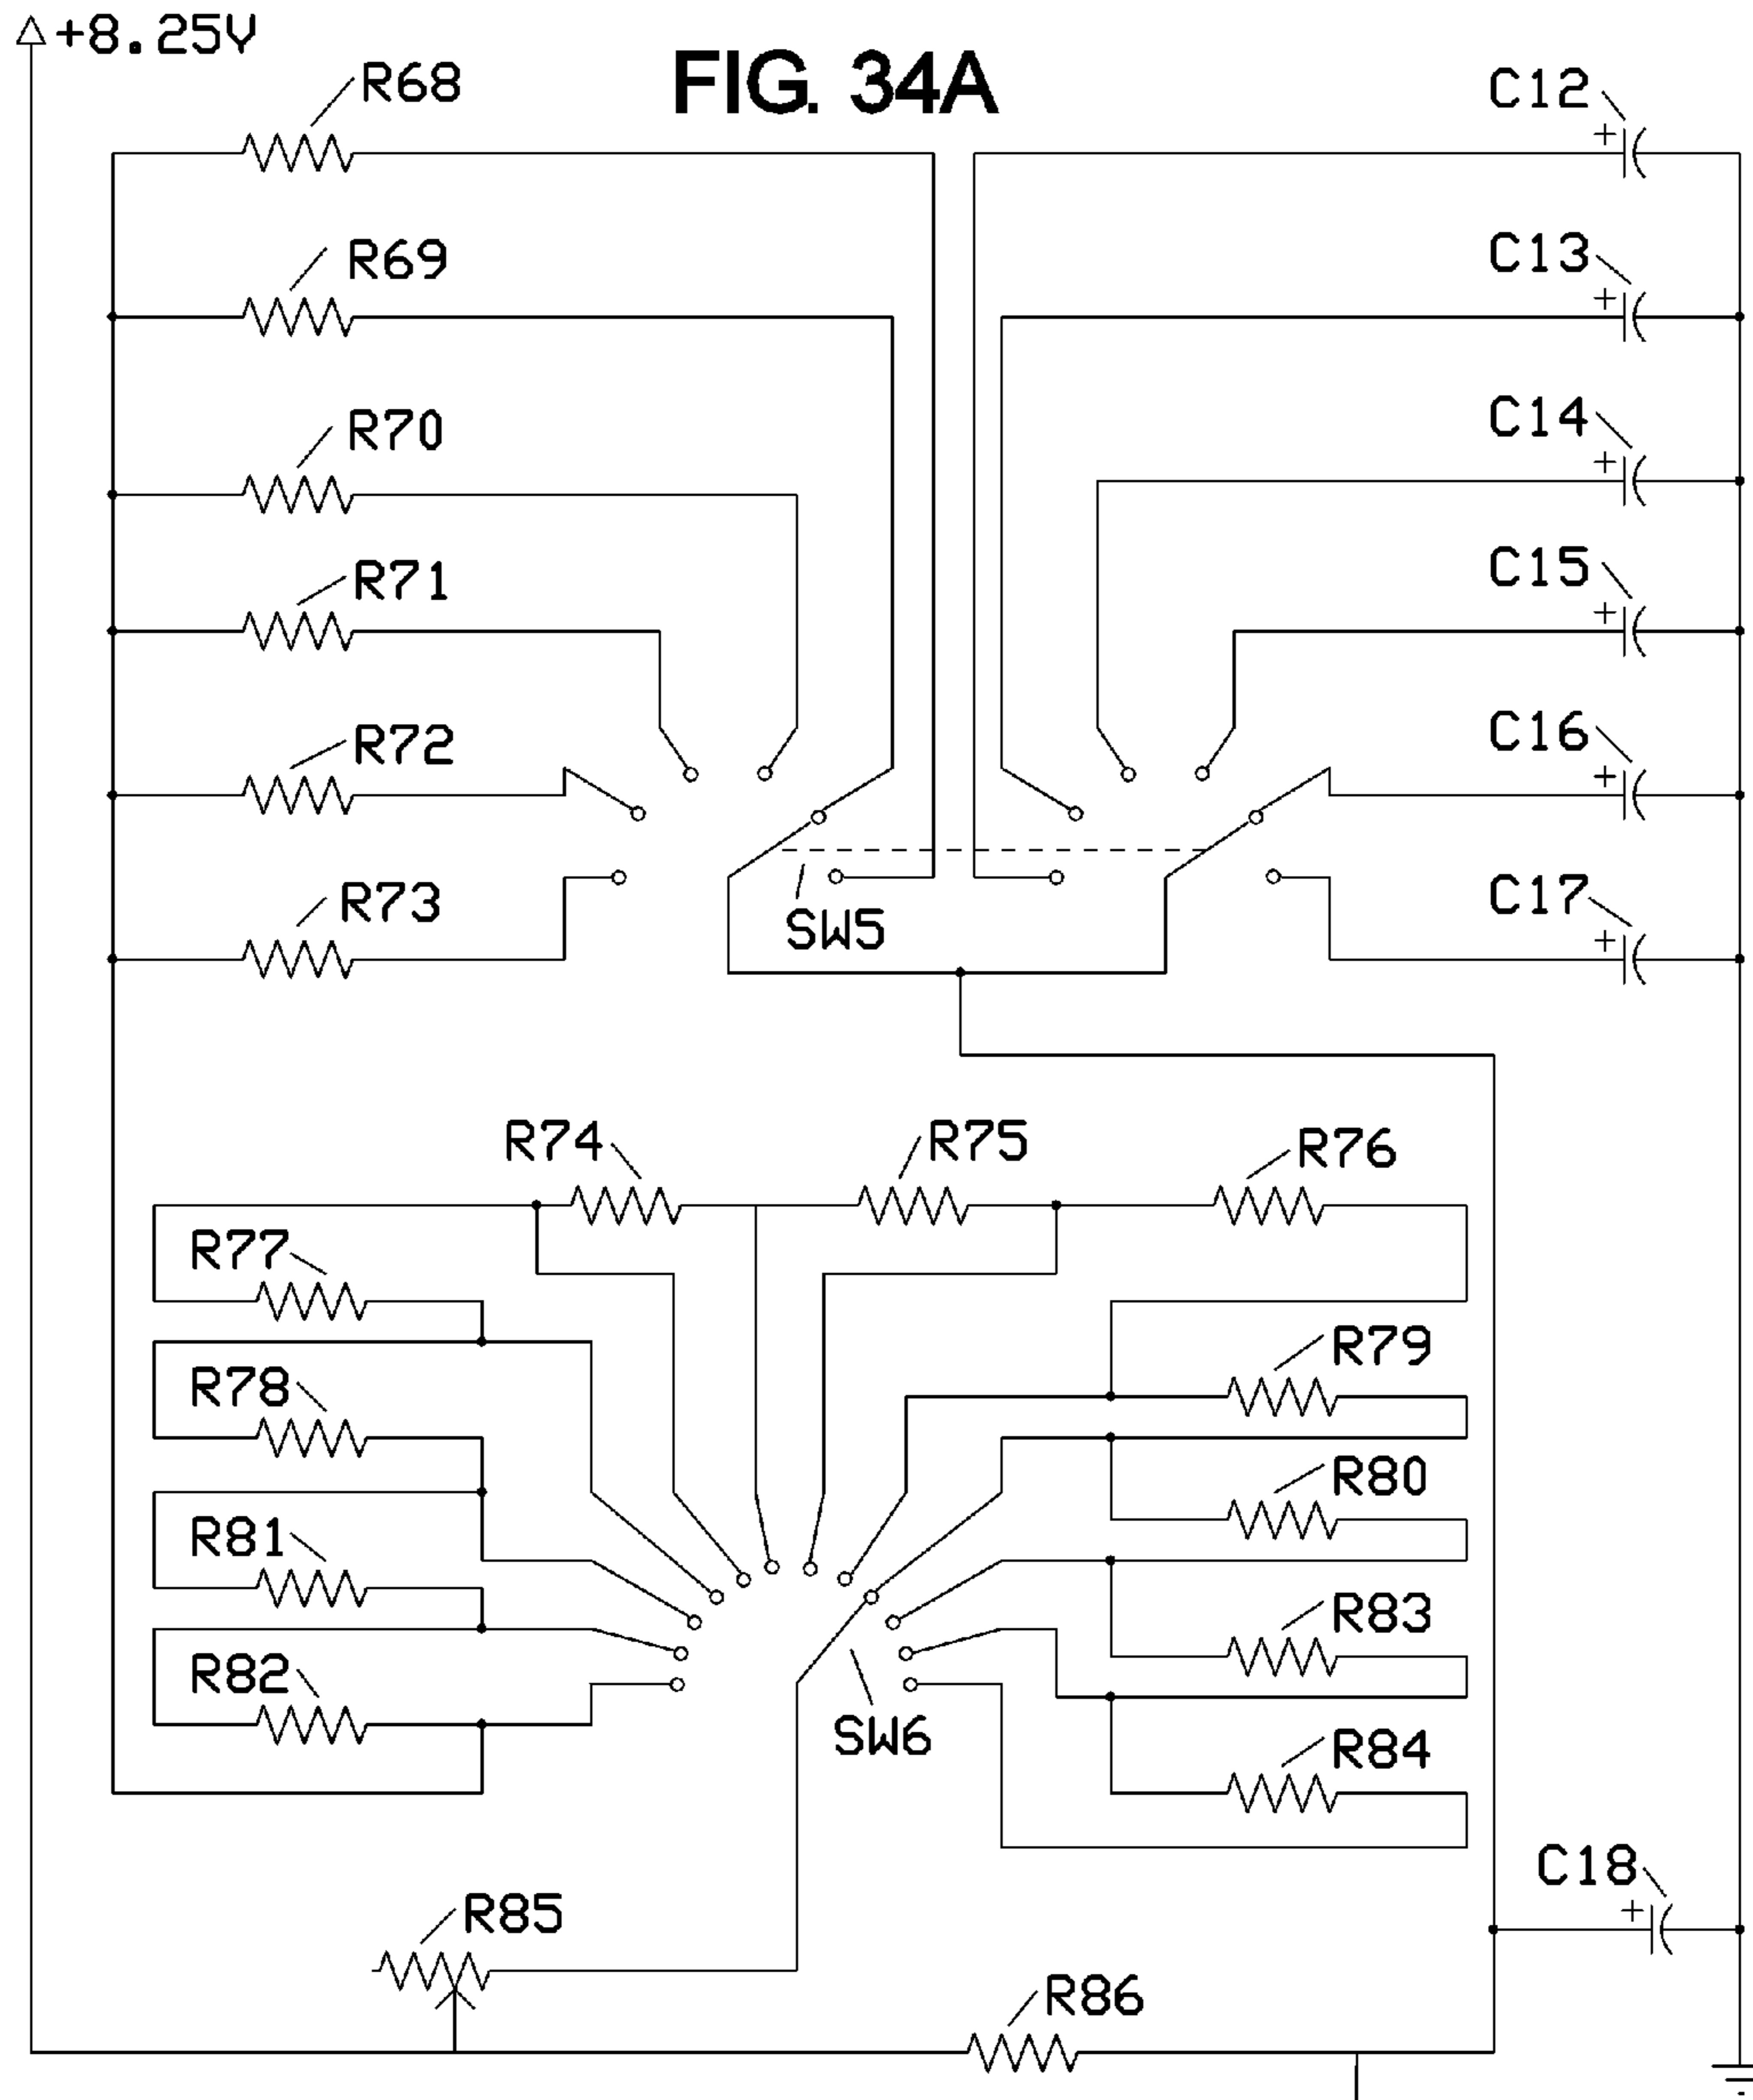 +8.25V
FIG. 34A
R68
C12
R69
C13
R70
C14
R71
C15
R72
C16
R73
SW5
C17
R74
R75
R76
R77
R79
R78
R80
R81
R83
R82
SW6
R84
C18
R85
R86
+
+
+
+
+
+
+